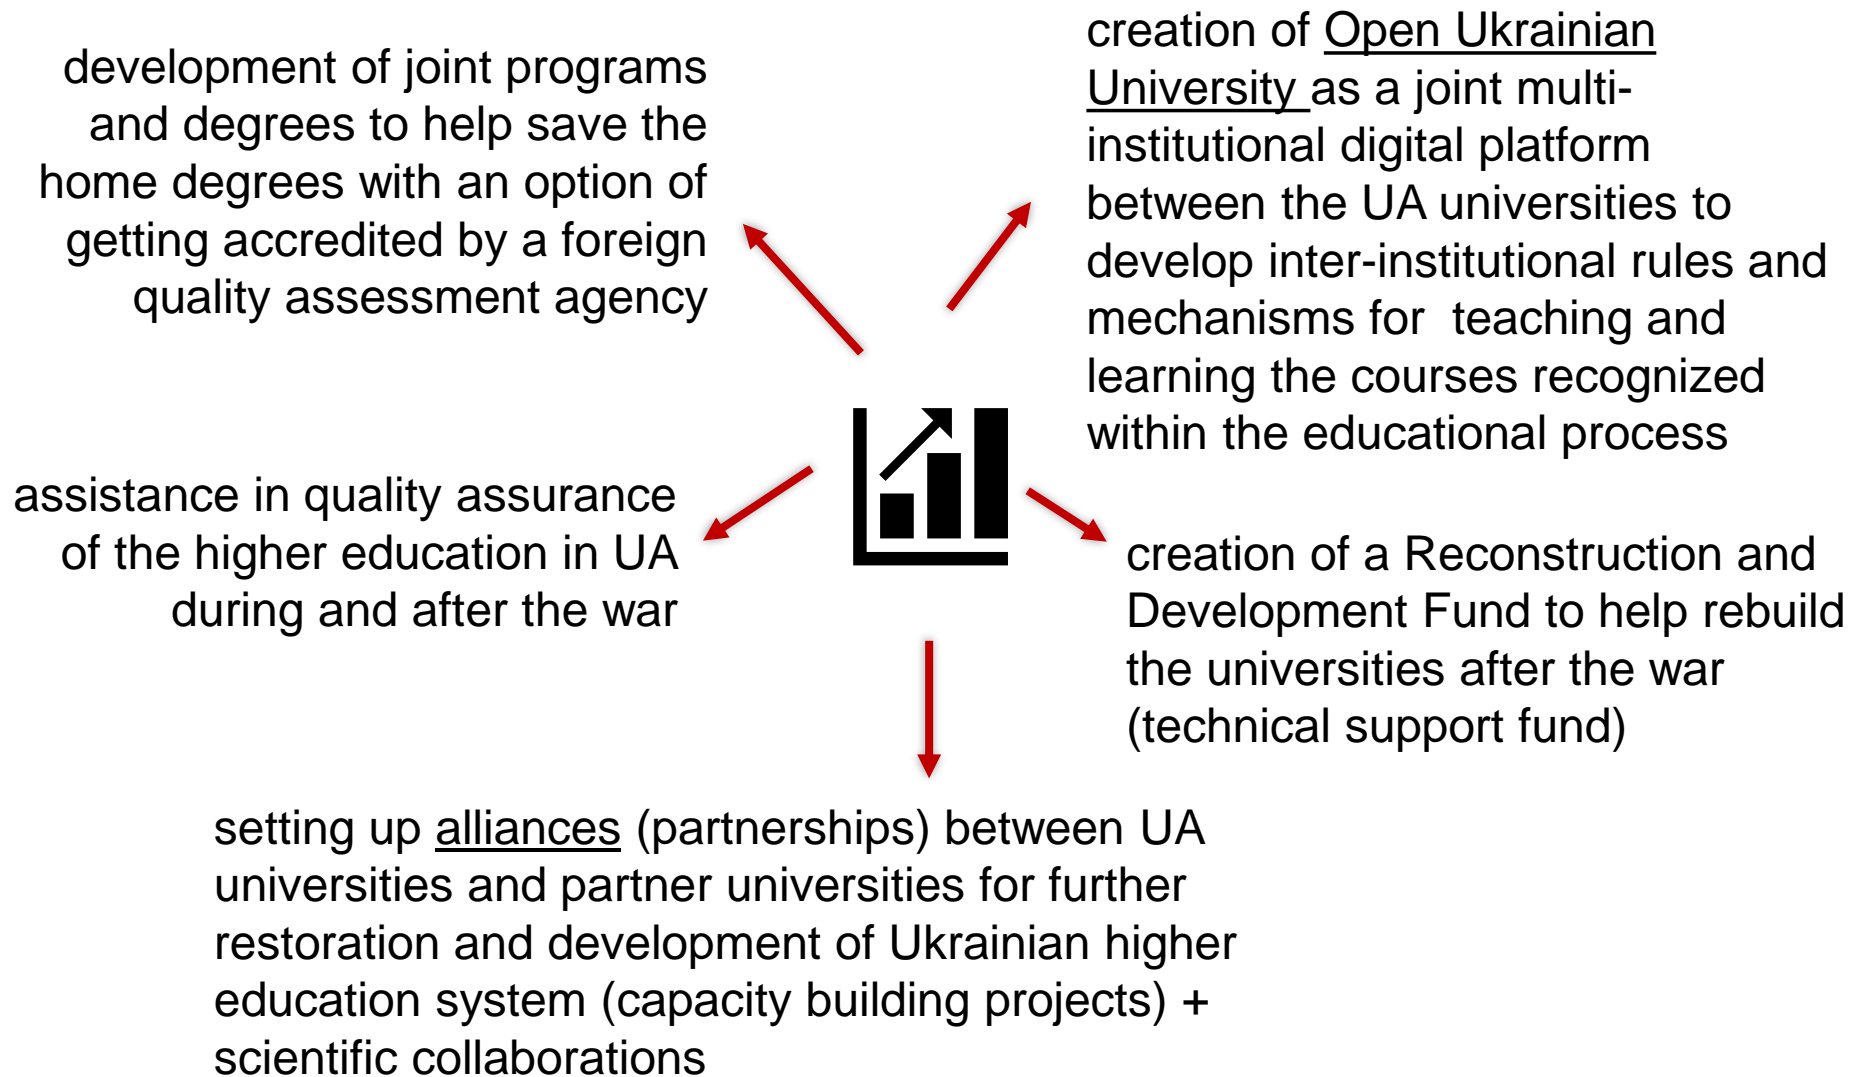 development of joint programs
and degrees to help save the
home degrees with an option of
getting accredited by a foreign
quality assessment agency
creation of Open Ukrainian
University as a joint multi-
institutional digital platform
between the UA universities to
develop inter-institutional rules and
mechanisms for  teaching and
learning the courses recognized
within the educational process
assistance in quality assurance
of the higher education in UA
during and after the war
creation of a Reconstruction and
Development Fund to help rebuild
the universities after the war
(technical support fund)
setting up alliances (partnerships) between UA
universities and partner universities for further
restoration and development of Ukrainian higher
education system (capacity building projects) +
scientific collaborations